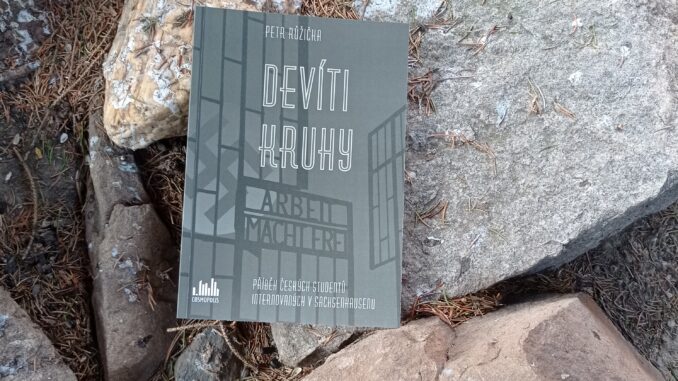 PETR RŮŽIČKA
DEVÍTI
KRUHY
ARBEIT
MACHT FREI
PŘÍBĚH ČESKÝCH STUDENTŮ
INTERNOVANÝCH V SACHSENHAUSENU
COSMOPOLIS